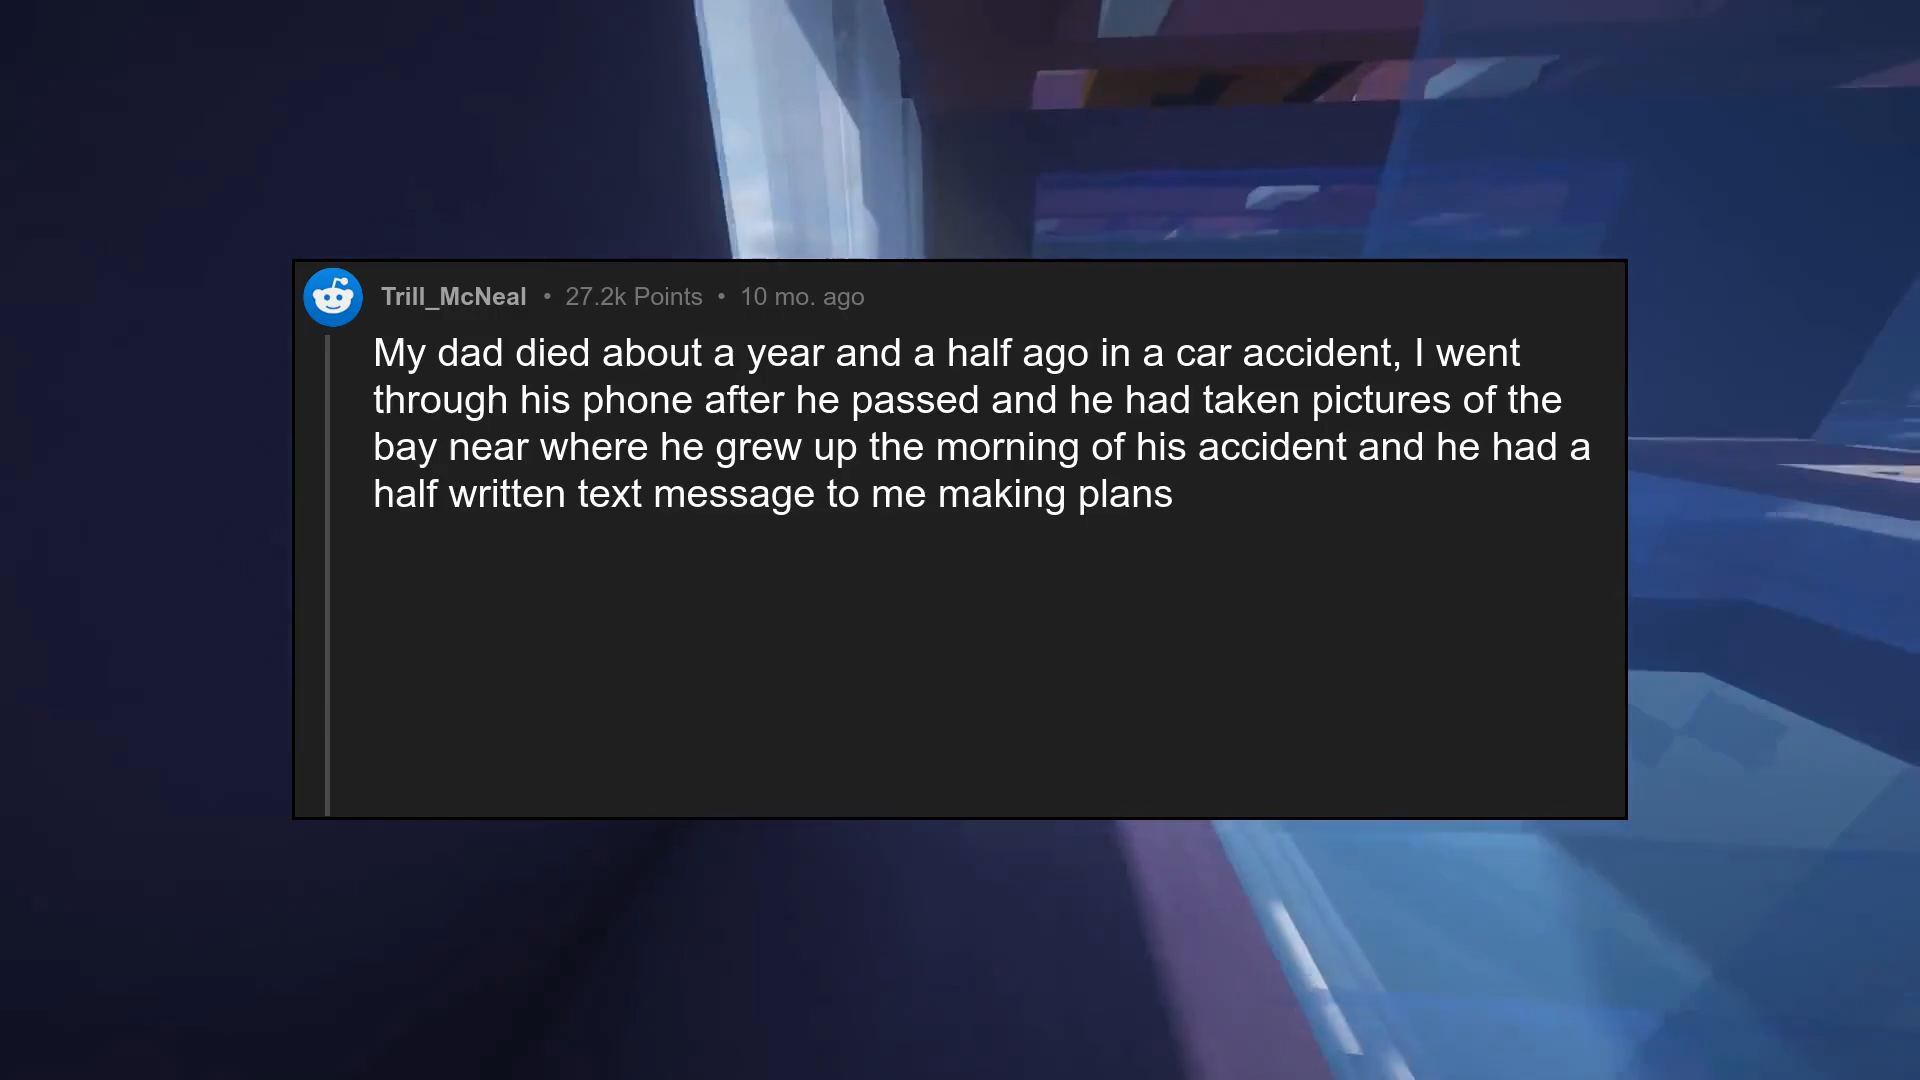 Trill_McNeal • 27.2k Points • 10 mo. ago
My dad died about a year and a half ago in a car accident, I went
through his phone after he passed and he had taken pictures of the
bay near where he grew up the morning of his accident and he had a
half written text message to me making plans